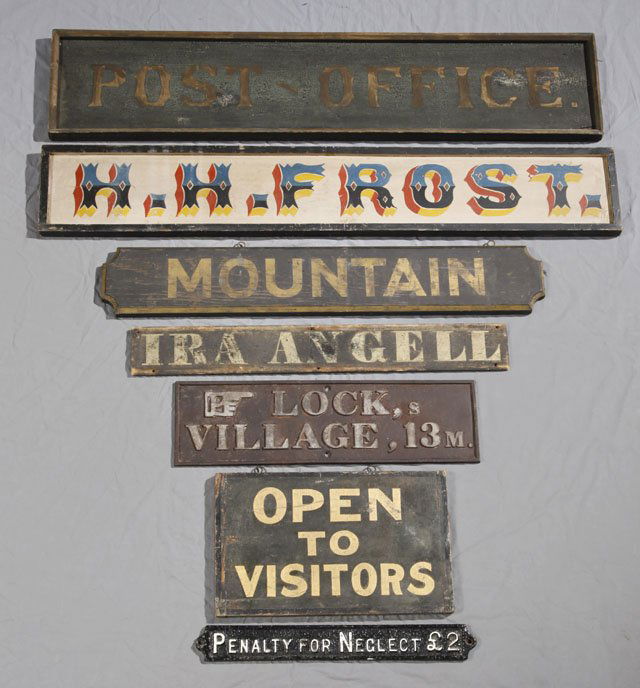 POST-OFFICE.
H.H.FROST.
MOUNTAIN
IRA ANGELL
LOCK,s
VILLAGE, 13M.
OPEN
TO
VISITORS
PENALTY FOR NEGLECT £2